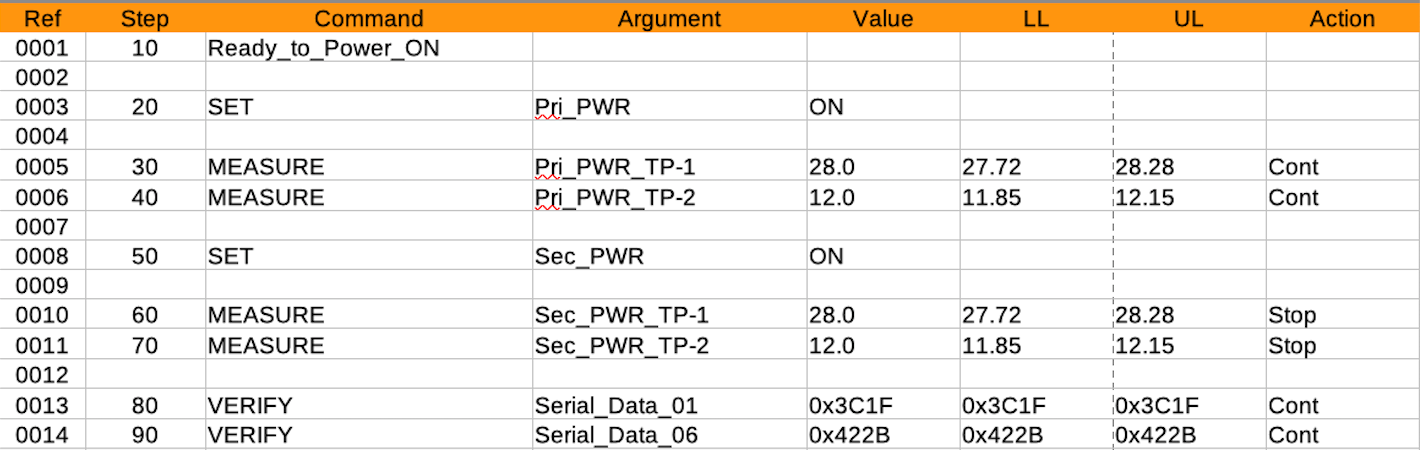 Ref Step Command Argument Value LL UL Action
0001 10 Ready_to_Power_ON
0002
0003 20 SET Pri_PWR ON
0004
0005 30 MEASURE Pri_PWR_TP-1 28.0 27.72 28.28 Cont
0006 40 MEASURE Pri_PWR_TP-2 12.0 11.85 12.15 Cont
0007
0008 50 SET Sec_PWR ON
0009
0010 60 MEASURE Sec_PWR_TP-1 28.0 27.72 28.28 Stop
0011 70 MEASURE Sec_PWR_TP-2 12.0 11.85 12.15 Stop
0012
0013 80 VERIFY Serial_Data_01 0x3C1F 0x3C1F 0x3C1F Cont
0014 90 VERIFY Serial_Data_06 0x422B 0x422B 0x422B Cont